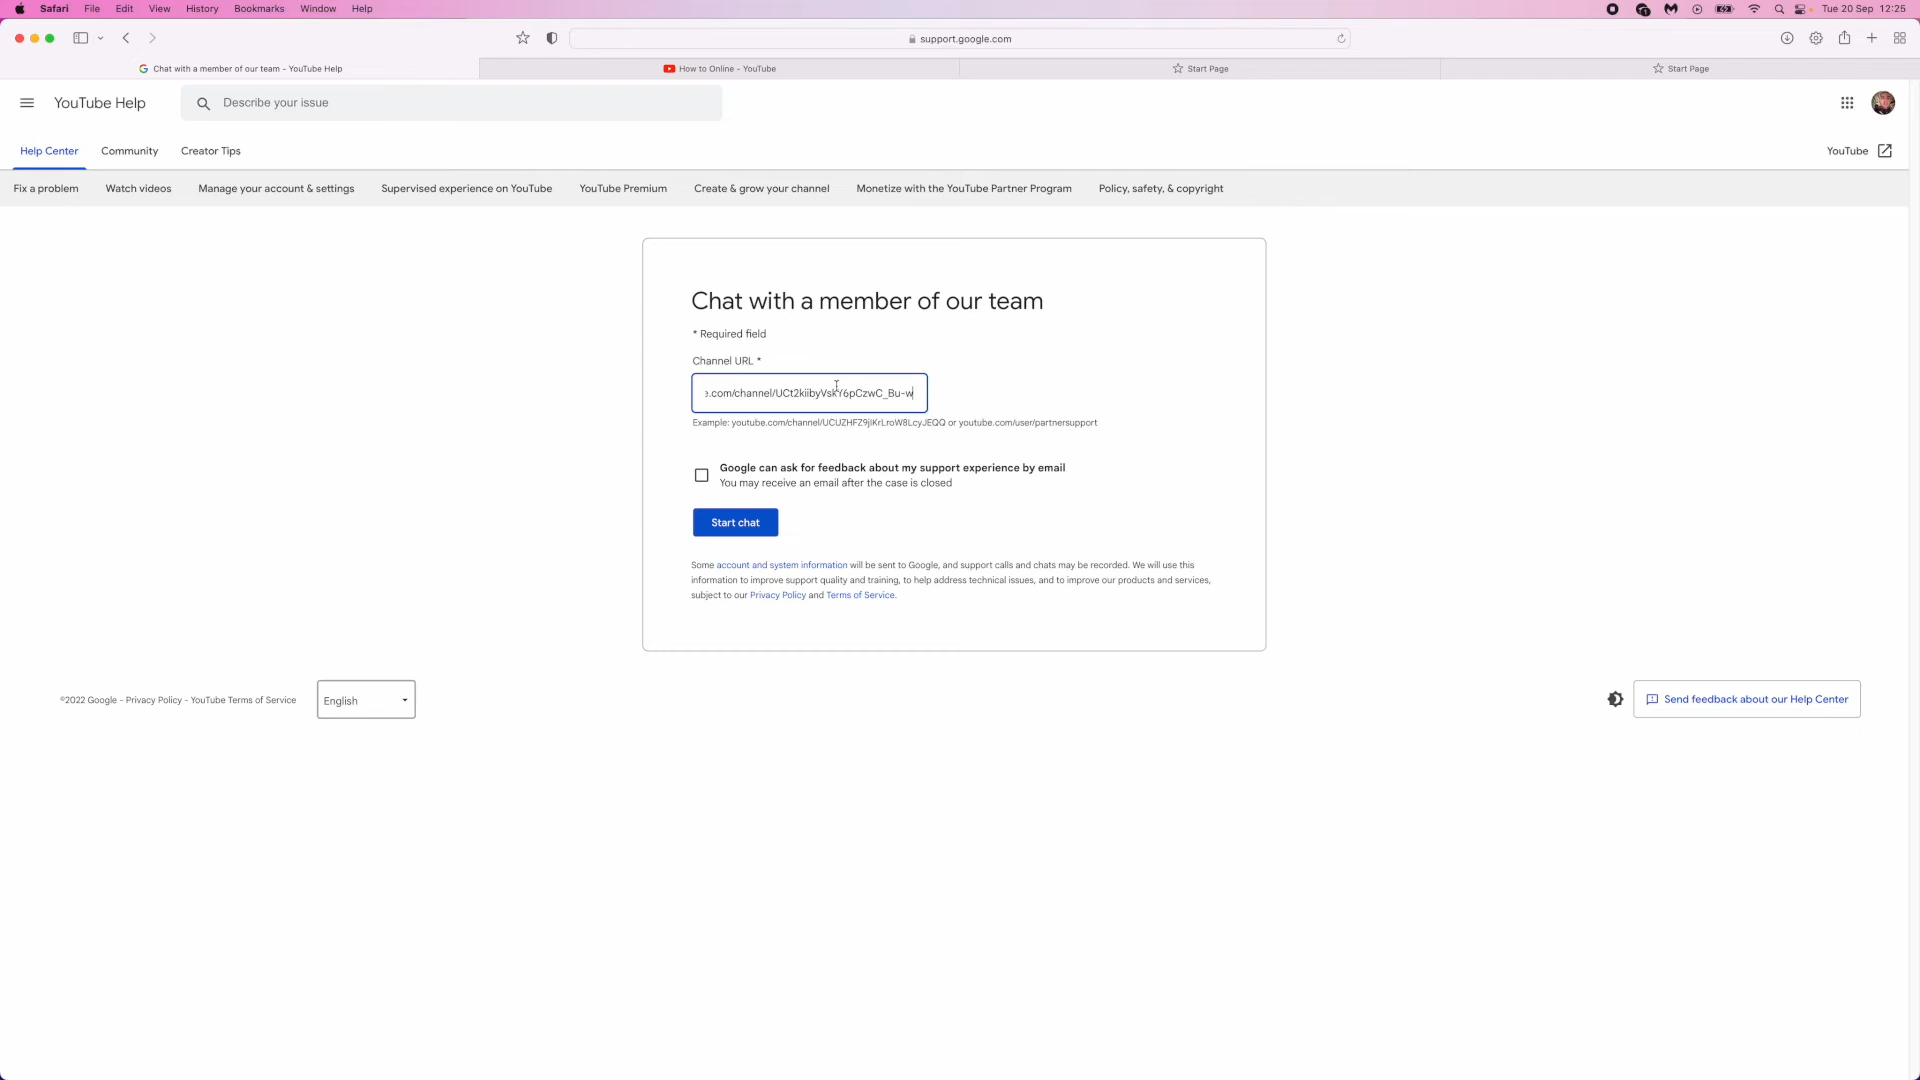 Safari File Edit View History Bookmarks Window Help Tue 20 Sep 12:25
support.google.com
Chat with a member of our team - YouTube Help How to Online - YouTube Start Page Start Page
YouTube Help Describe your issue
Help Center Community Creator Tips YouTube
Fix a problem Watch videos Manage your account & settings Supervised experience on YouTube YouTube Premium Create & grow your channel Monetize with the YouTube Partner Program Policy, safety, & copyright
Chat with a member of our team
* Required field
Channel URL *
e.com/channel/UCt2kiibyVskY6pCzwC_Bu-w
Example: youtube.com/channel/UCUZHFZ9jIKrLroW8LcyJEQQ or youtube.com/user/partnersupport
Google can ask for feedback about my support experience by email
You may receive an email after the case is closed
Start chat
Some account and system information will be sent to Google, and support calls and chats may be recorded. We will use this
information to improve support quality and training, to help address technical issues, and to improve our products and services,
subject to our Privacy Policy and Terms of Service.
©2022 Google - Privacy Policy - YouTube Terms of Service English Send feedback about our Help Center